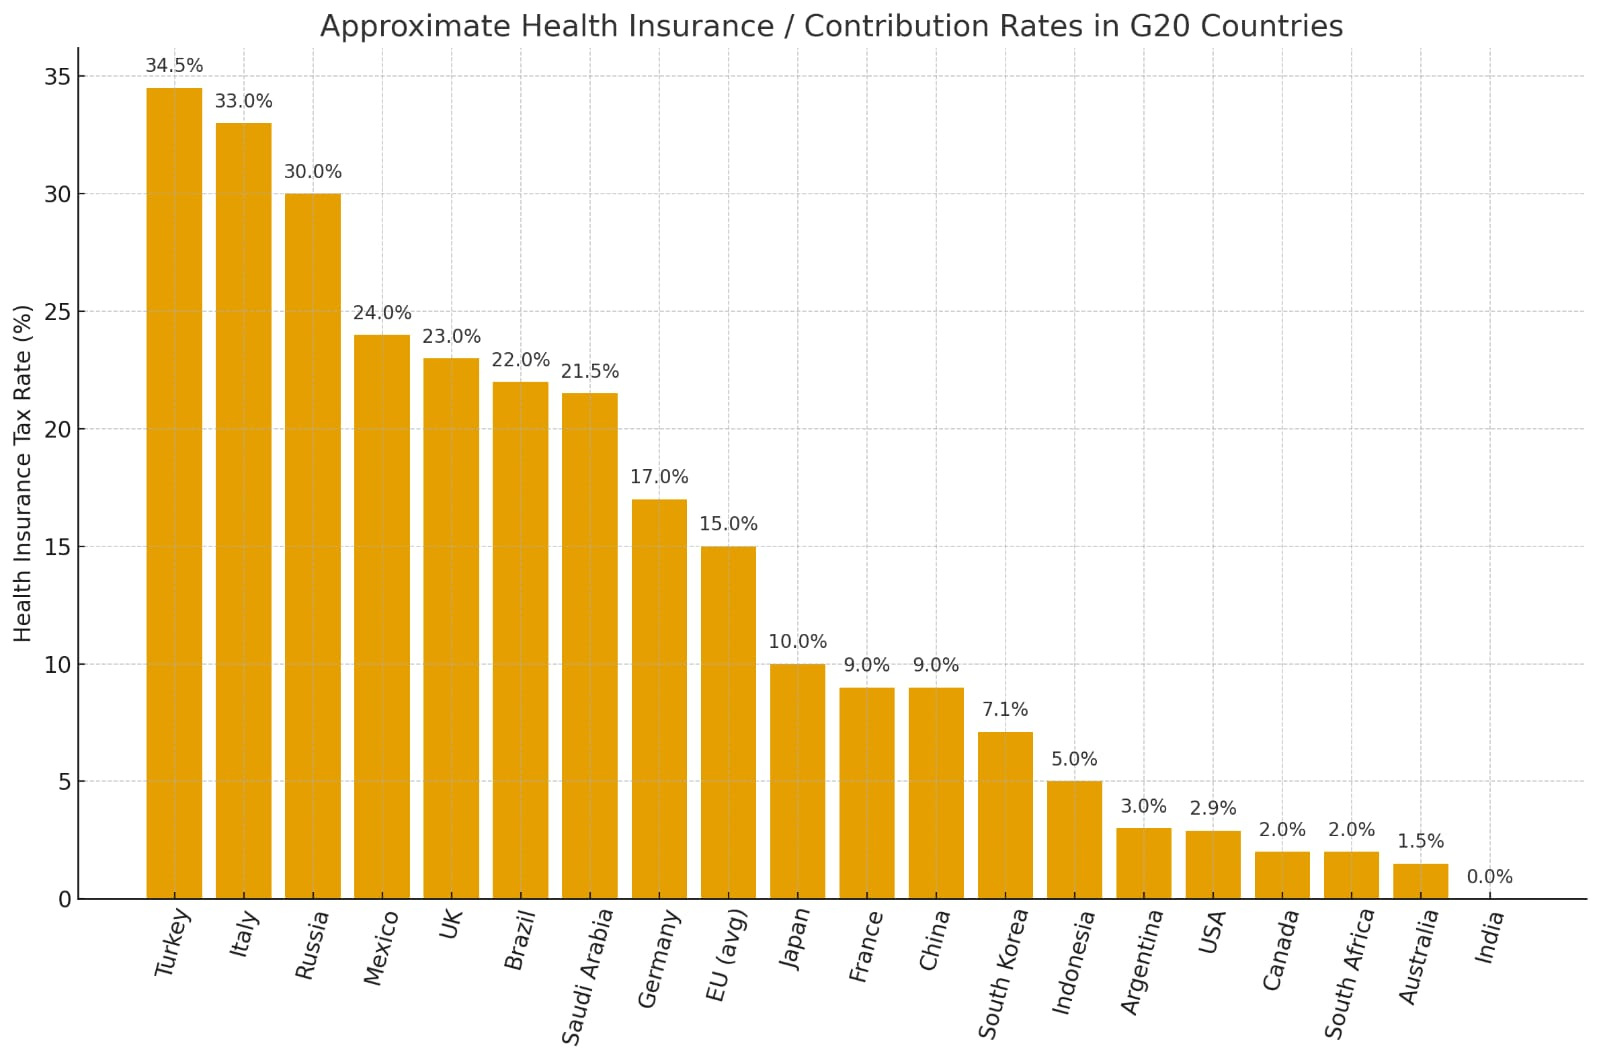 Approximate Health Insurance / Contribution Rates in G20 Countries
Health Insurance Tax Rate (%)
35
30
25
20
15
10
5
0
34.5%
33.0%
30.0%
24.0%
23.0%
22.0%
21.5%
17.0%
15.0%
10.0%
9.0%
9.0%
7.1%
5.0%
3.0%
2.9%
2.0%
2.0%
1.5%
0.0%
Turkey
Italy
Russia
Mexico
UK
Brazil
Saudi Arabia
Germany
EU (avg)
Japan
France
China
South Korea
Indonesia
Argentina
USA
Canada
South Africa
Australia
India